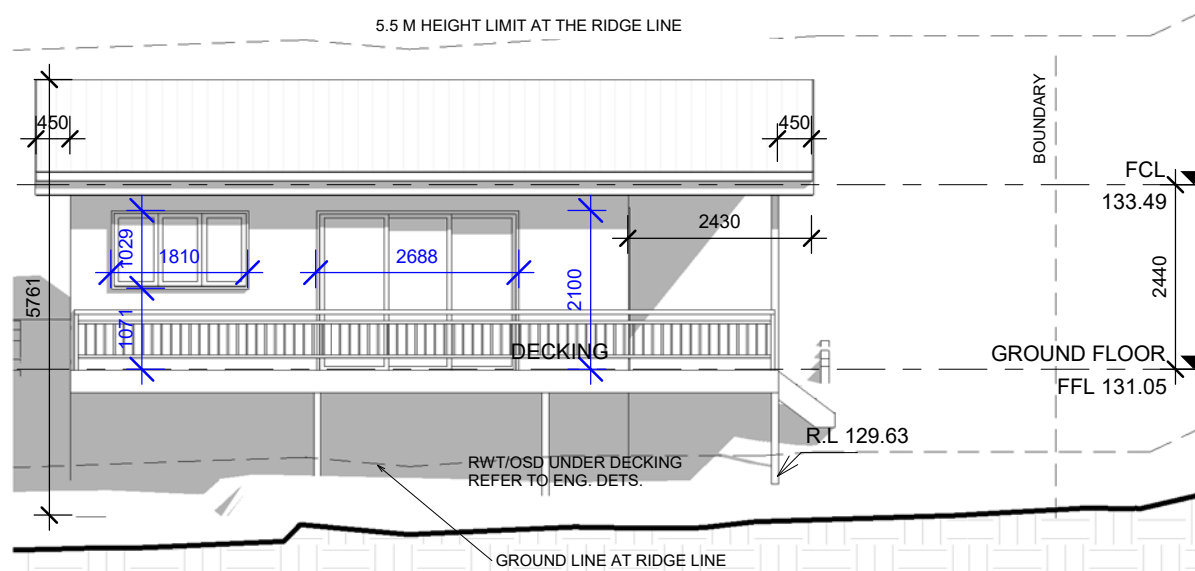 5.5 M HEIGHT LIMIT AT THE RIDGE LINE
BOUNDARY
450
450
FCL
133.49
2430
1029
1810
2688
2100
2440
5761
1071
DECKING
GROUND FLOOR
FFL 131.05
R.L 129.63
RWT/OSD UNDER DECKING
REFER TO ENG. DETS.
GROUND LINE AT RIDGE LINE